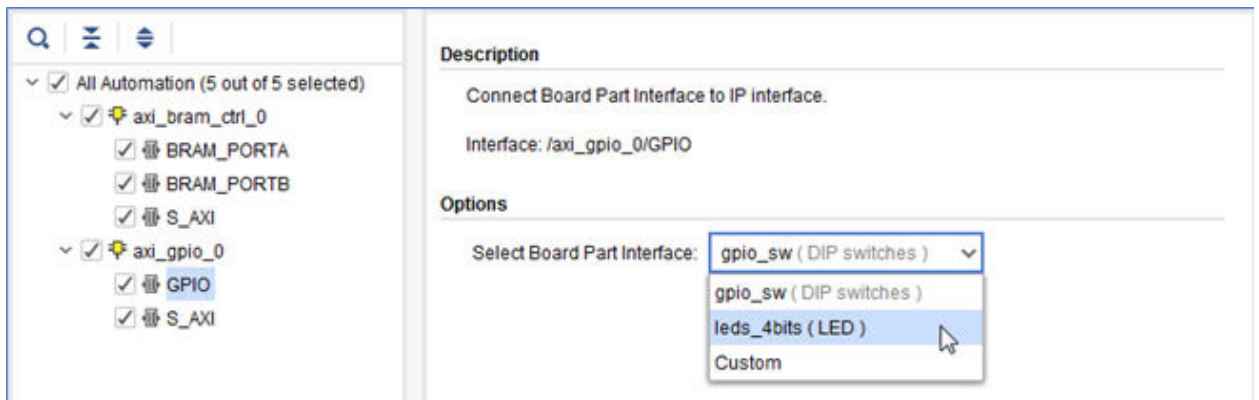 All Automation (5 out of 5 selected)
axi_bram_ctrl_0
BRAM_PORTA
BRAM_PORTB
S_AXI
axi_gpio_0
GPIO
S_AXI
Description
Connect Board Part Interface to IP interface.
Interface: /axi_gpio_0/GPIO
Options
Select Board Part Interface: gpio_sw ( DIP switches )
gpio_sw ( DIP switches )
leds_4bits ( LED )
Custom